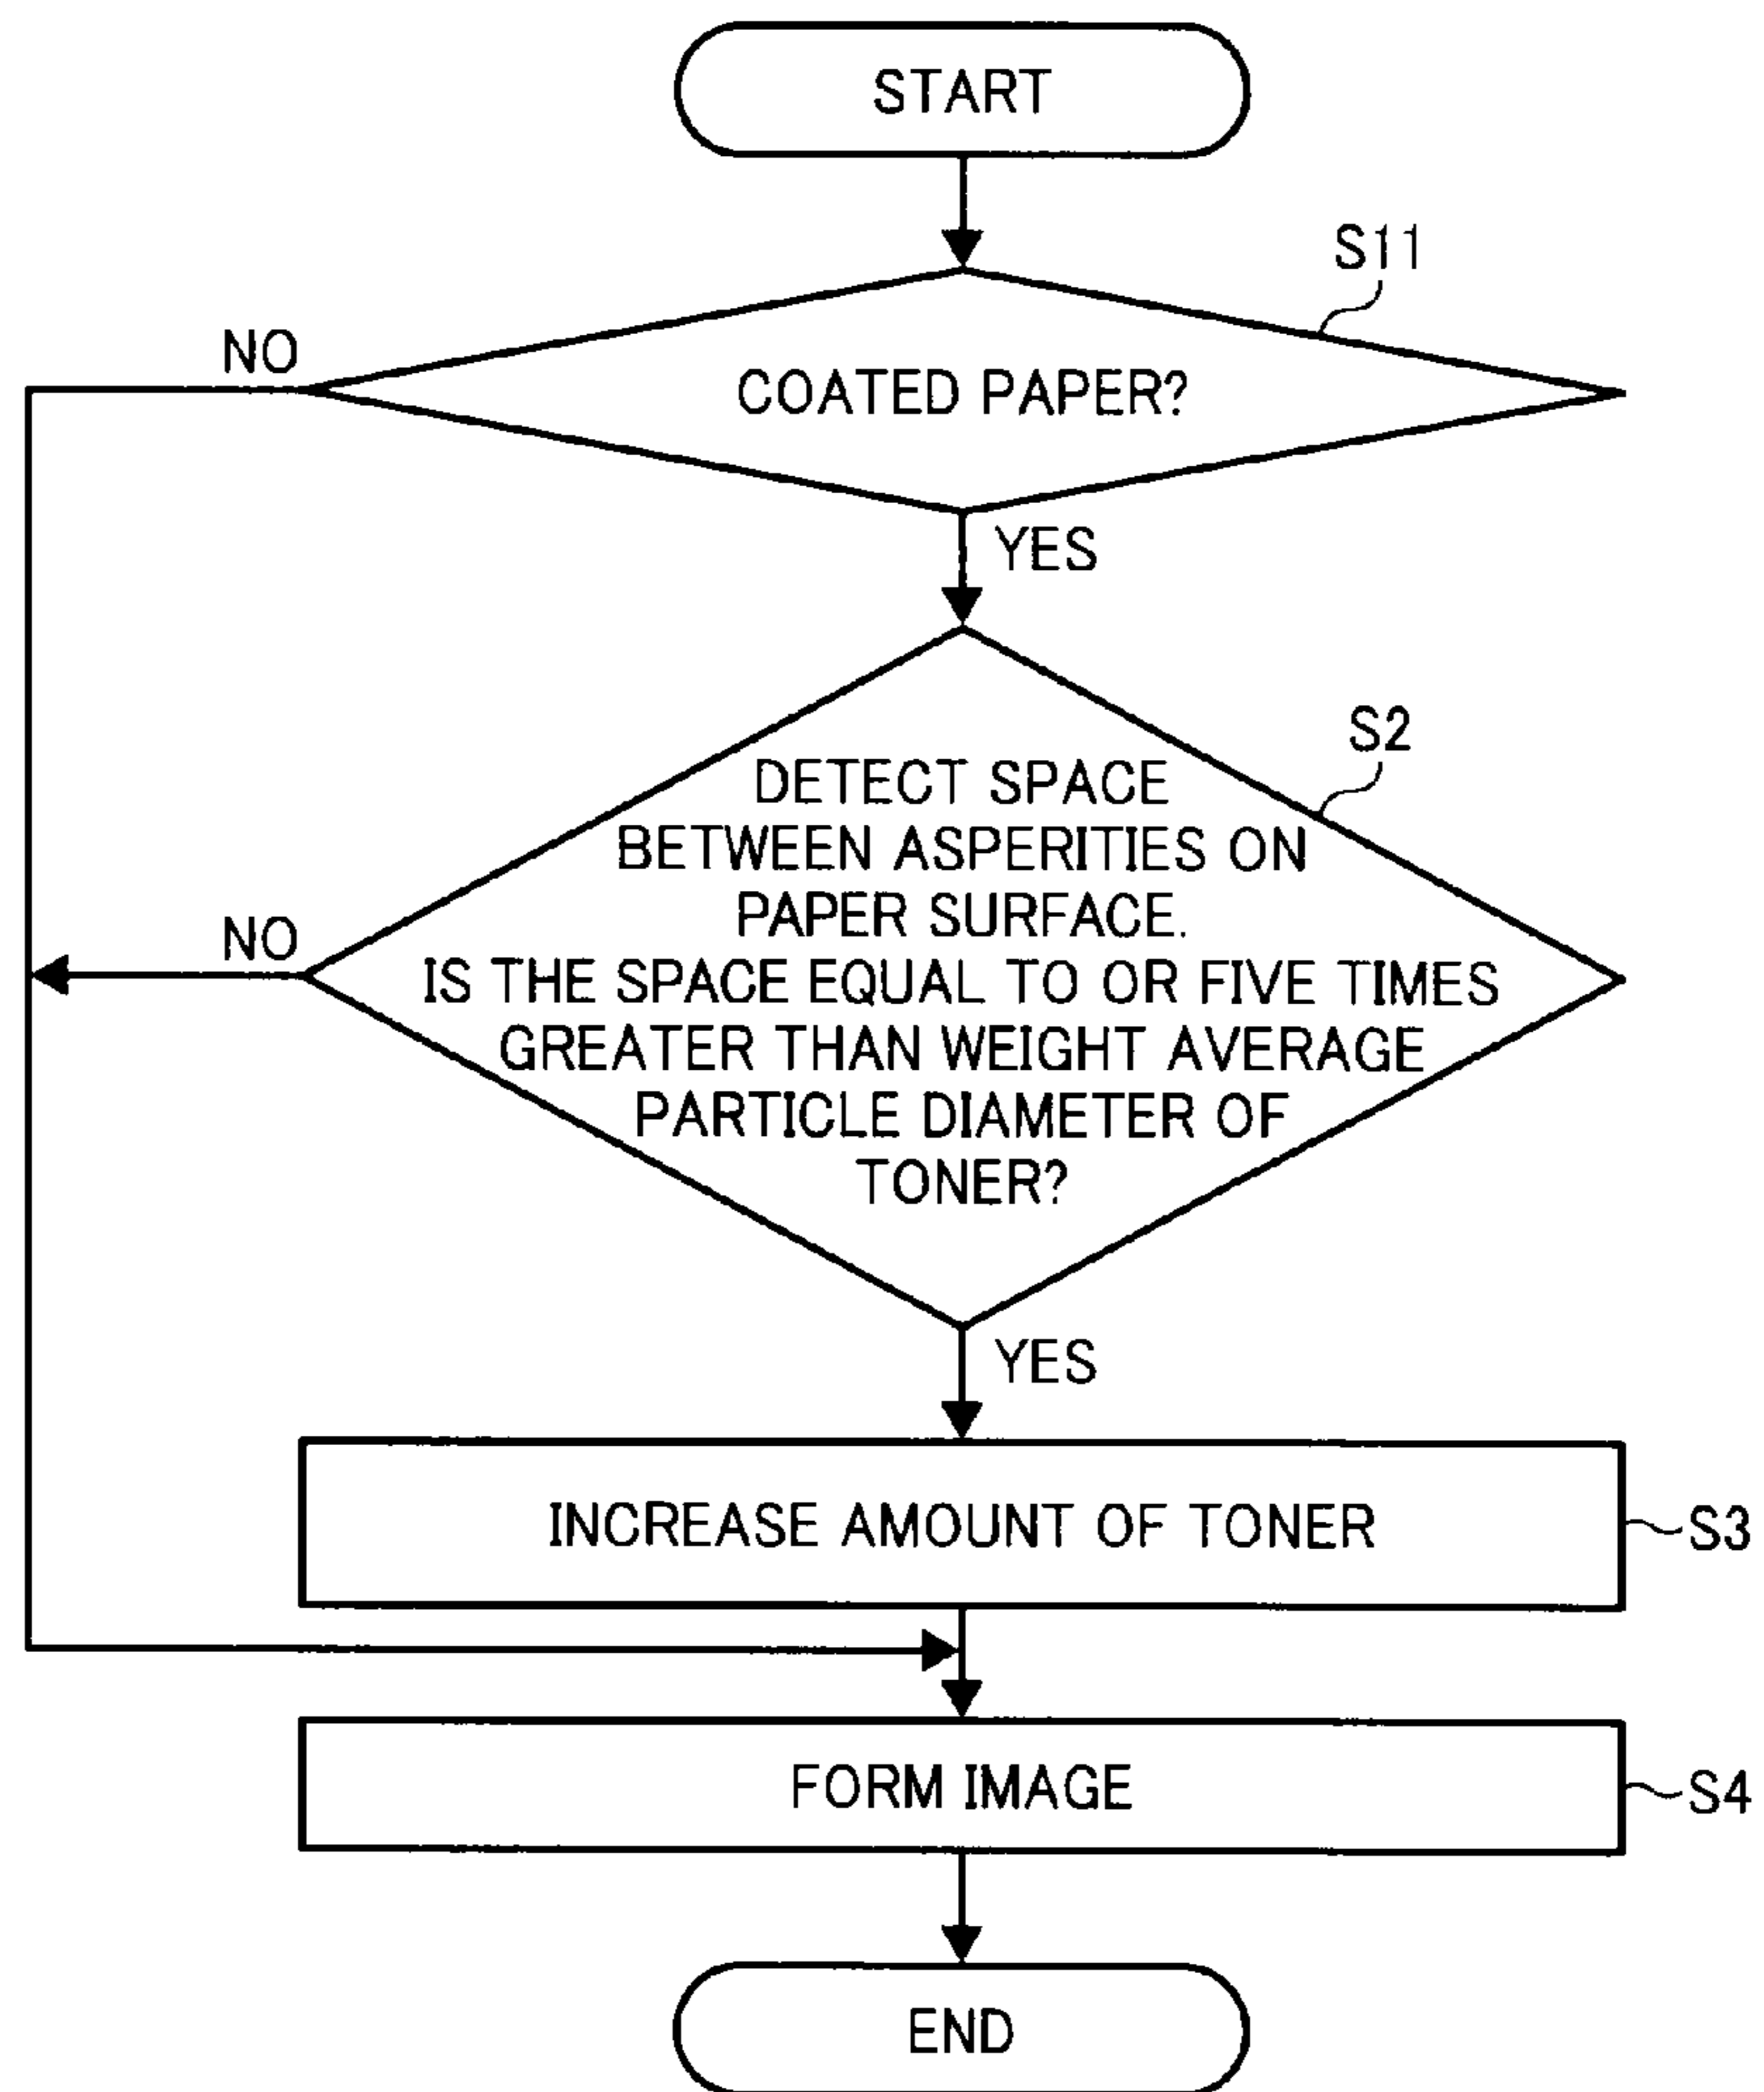 START
S11
NO
COATED PAPER?
YES
S2
DETECT SPACE
BETWEEN ASPERITIES ON
PAPER SURFACE.
NO
IS THE SPACE EQUAL TO OR FIVE TIMES
GREATER THAN WEIGHT AVERAGE
PARTICLE DIAMETER OF
TONER?
YES
INCREASE AMOUNT OF TONER
S3
FORM IMAGE
S4
END